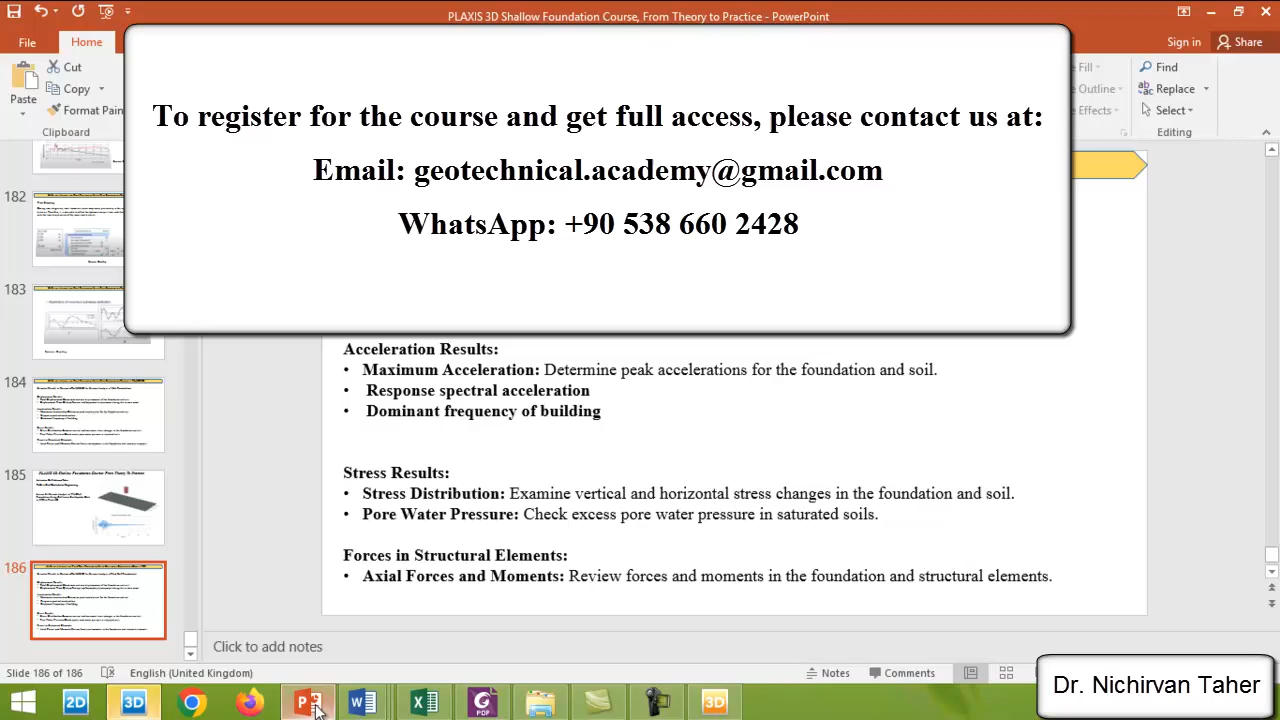 PLAXIS 3D Shallow Foundation Course, From Theory to Practice - PowerPoint
File
Home
Sign in
Share
Paste
Cut
Copy
Format Pain
Clipboard
Fill
Outline
Effects
Find
Replace
Select
Editing
To register for the course and get full access, please contact us at:
Email: geotechnical.academy@gmail.com
WhatsApp: +90 538 660 2428
182
183
184
185
186
Acceleration Results:
• Maximum Acceleration: Determine peak accelerations for the foundation and soil.
• Response spectral acceleration
• Dominant frequency of building
Stress Results:
• Stress Distribution: Examine vertical and horizontal stress changes in the foundation and soil.
• Pore Water Pressure: Check excess pore water pressure in saturated soils.
Forces in Structural Elements:
• Axial Forces and Moments: Review forces and moments in the foundation and structural elements.
Click to add notes
Slide 186 of 186
English (United Kingdom)
Notes
Comments
Dr. Nichirvan Taher
2D
3D
PDF
3D